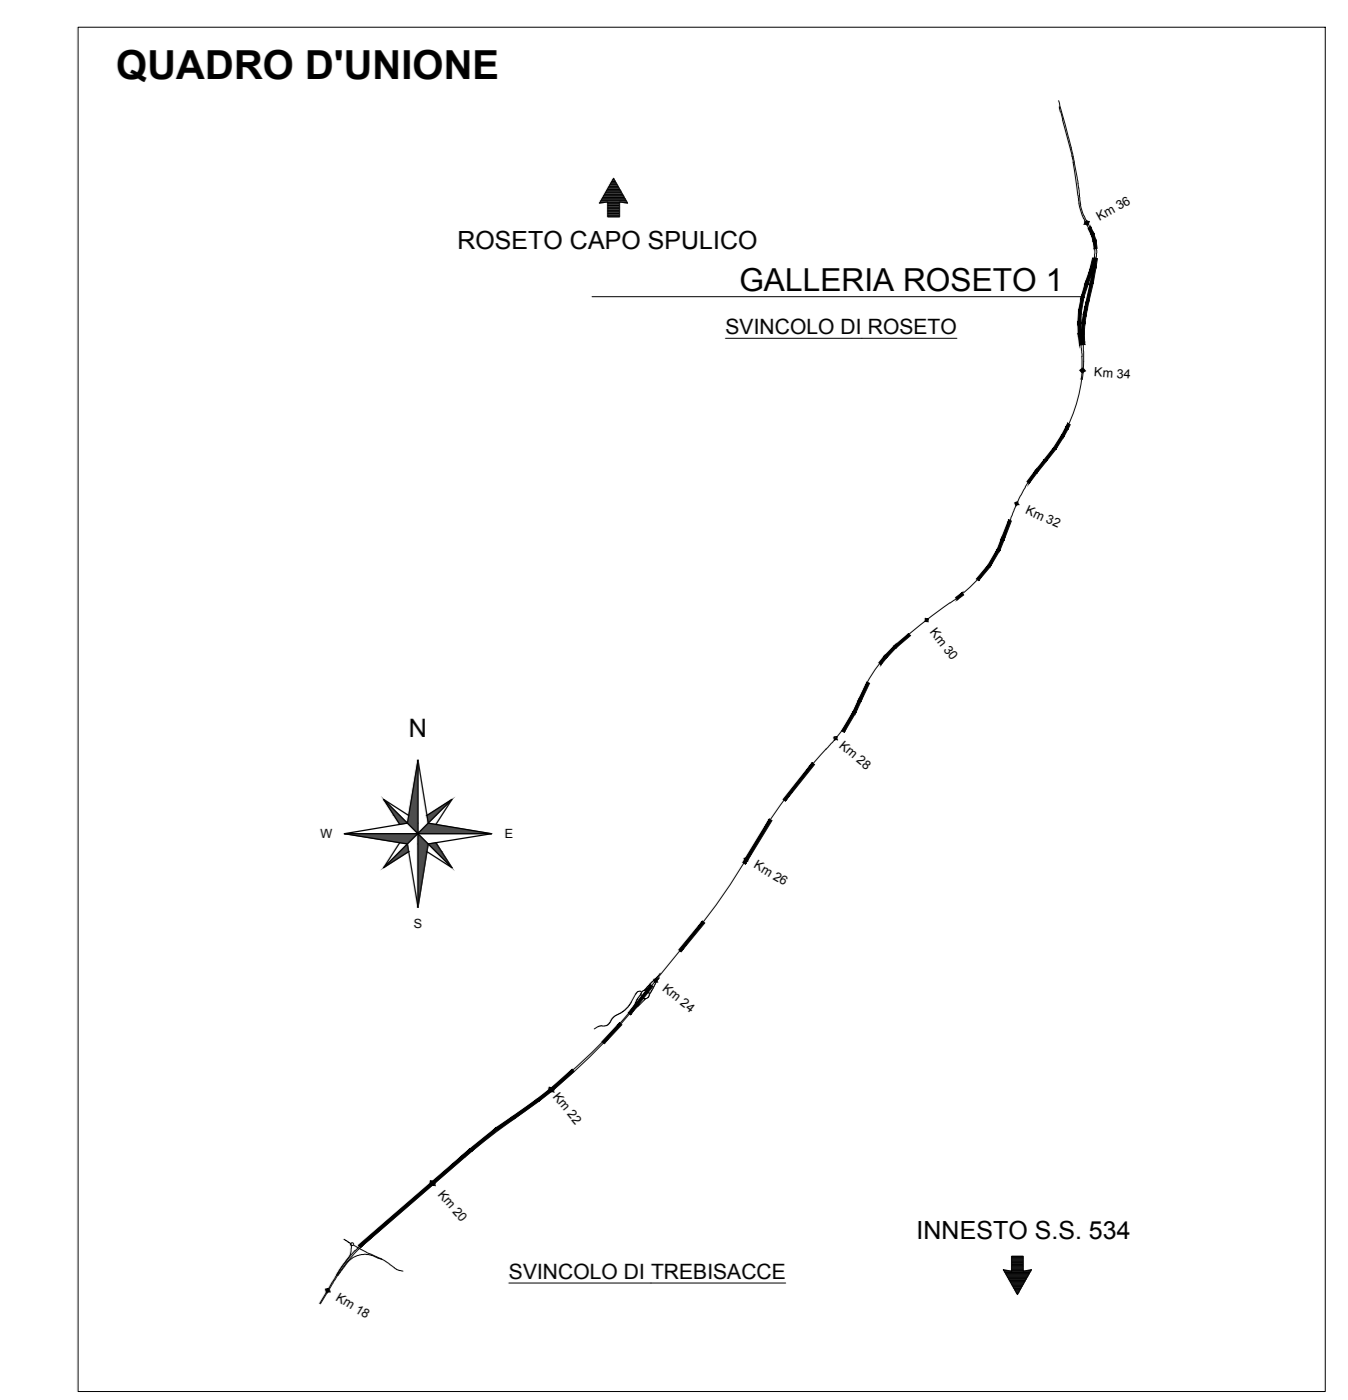 QUADRO D'UNIONE
Km 36
ROSETO CAPO SPULICO
GALLERIA ROSETO 1
SVINCOLO DI ROSETO
Km 34
Km 32
Km 30
N
Km 28
W
E
Km 26
S
Km 24
Km 22
Km 20
INNESTO S.S. 534
SVINCOLO DI TREBISACCE
Km 18